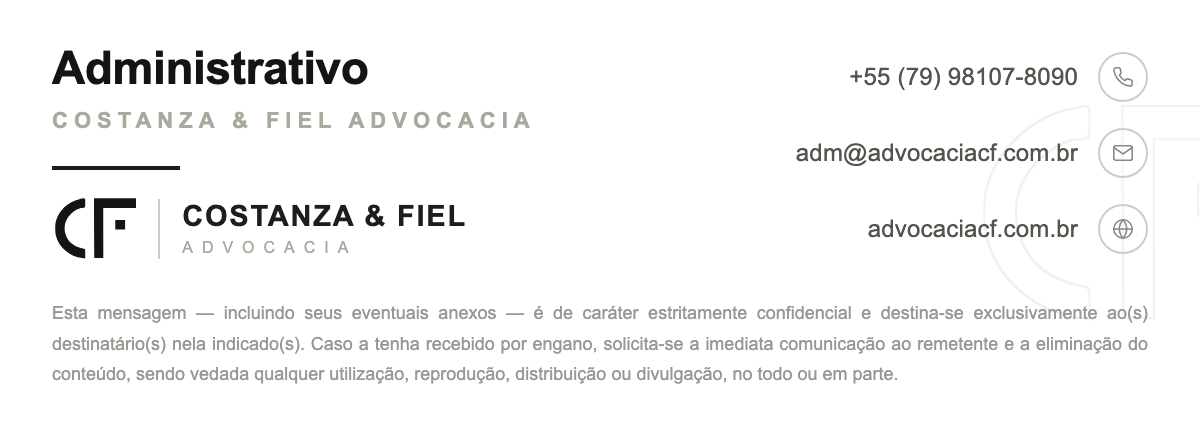 Administrativo
COSTANZA & FIEL ADVOCACIA
CF
COSTANZA & FIEL
ADVOCACIA
+55 (79) 98107-8090
adm@advocaciacf.com.br
advocaciacf.com.br
Esta mensagem — incluindo seus eventuais anexos — é de caráter estritamente confidencial e destina-se exclusivamente ao(s)
destinatário(s) nela indicado(s). Caso a tenha recebido por engano, solicita-se a imediata comunicação ao remetente e a eliminação do
conteúdo, sendo vedada qualquer utilização, reprodução, distribuição ou divulgação, no todo ou em parte.